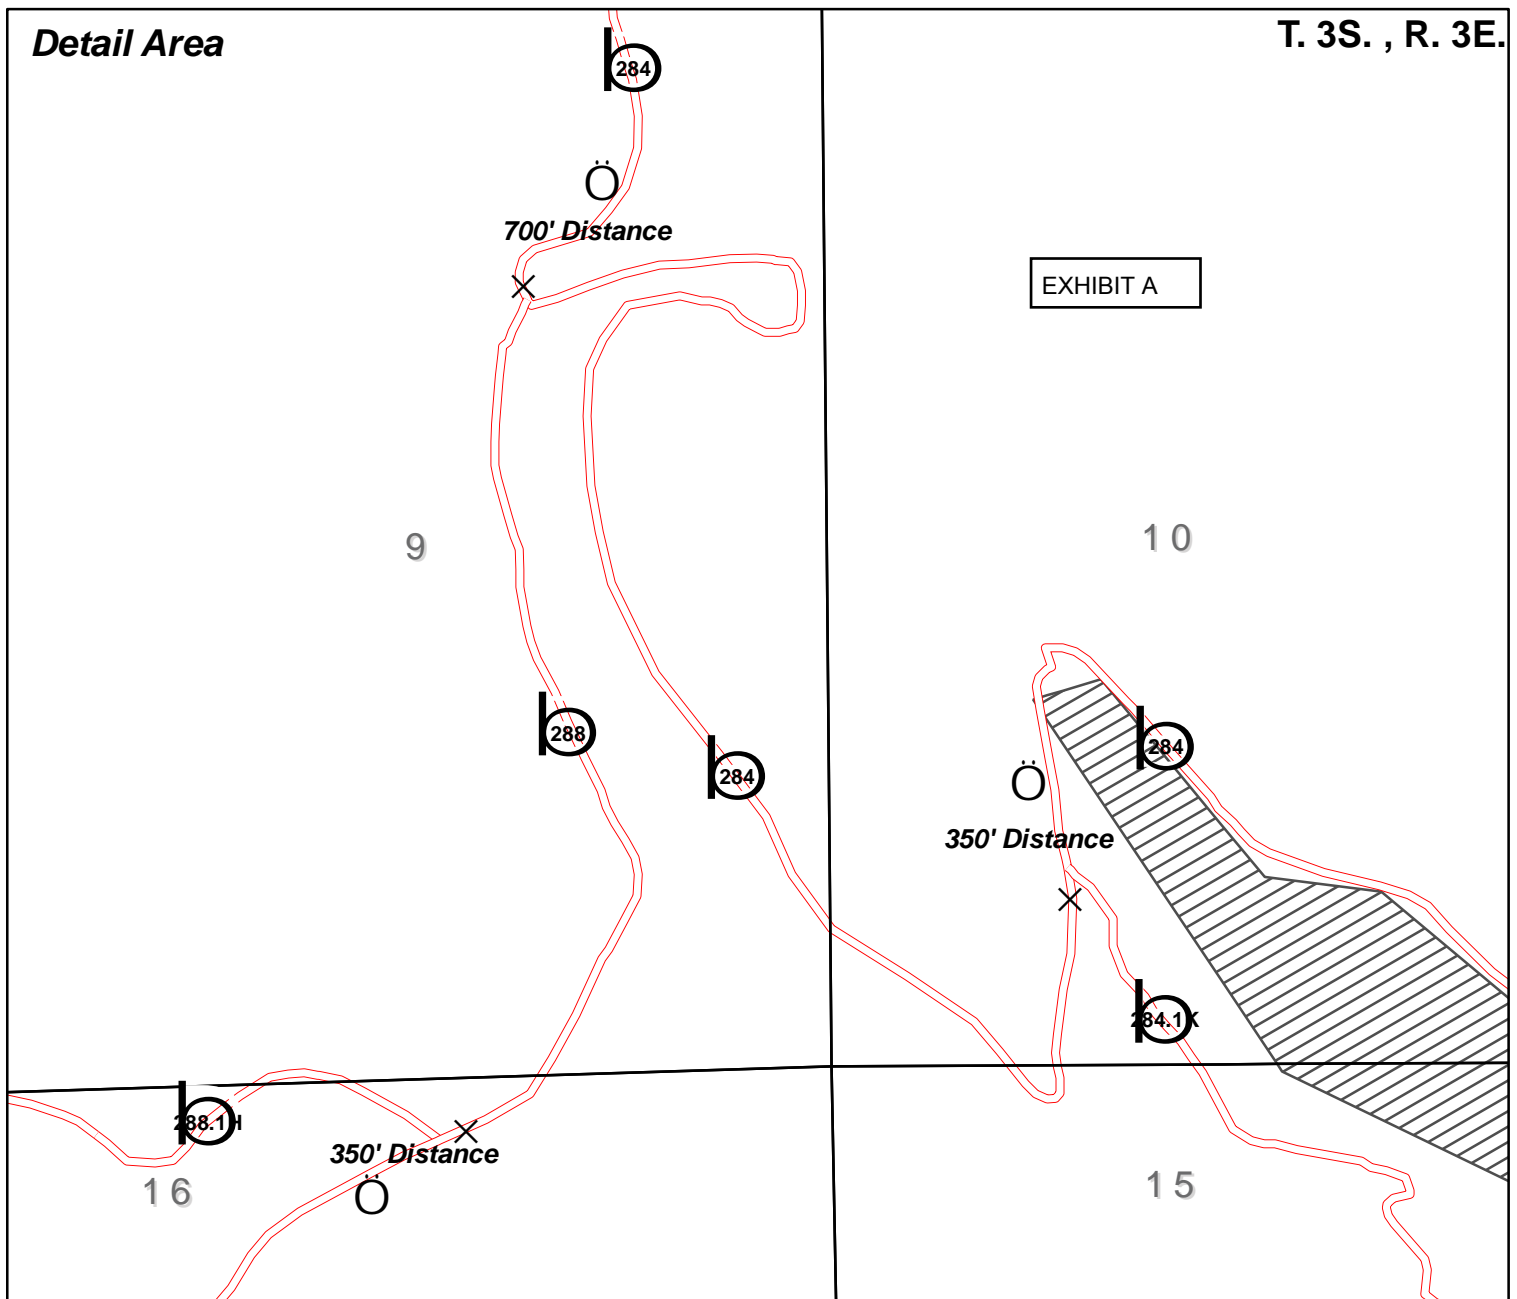 Detail Area
T. 3S. , R. 3E.
284
Ö
700' Distance
EXHIBIT A
9
10
288
284
284
Ö
350' Distance
284.1K
288.1H
350' Distance
Ö
16
15